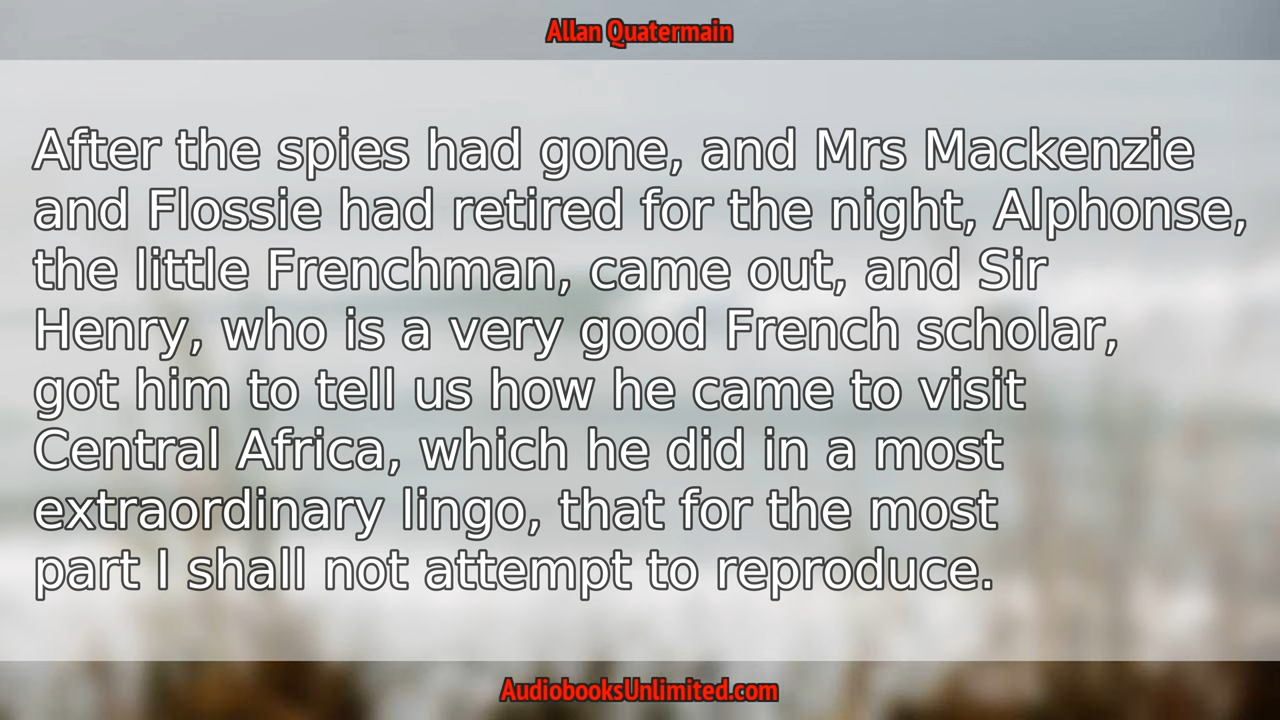 Allan Quatermain
After the spies had gone, and Mrs Mackenzie
and Flossie had retired for the night, Alphonse,
the little Frenchman, came out, and Sir
Henry, who is a very good French scholar,
got him to tell us how he came to visit
Central Africa, which he did in a most
extraordinary lingo, that for the most
part I shall not attempt to reproduce.
AudiobooksUnlimited.com